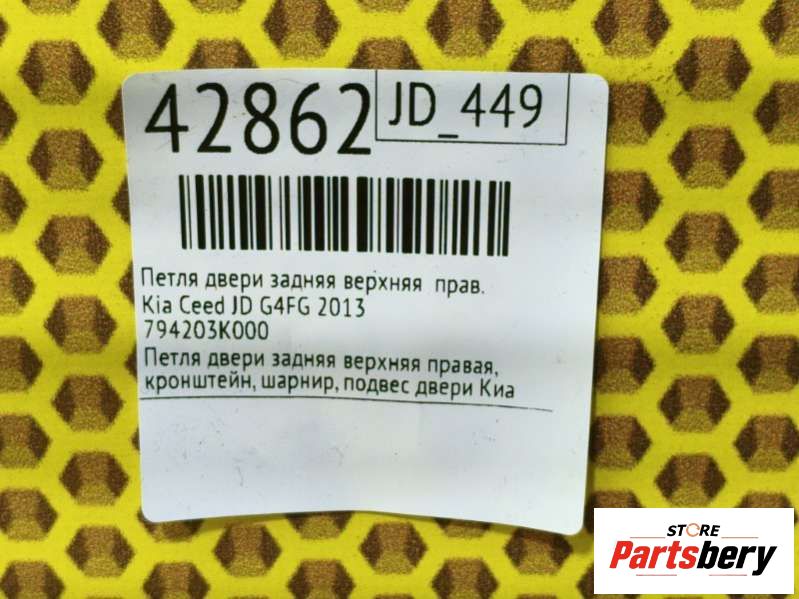 42862 JD_449
Петля двери задняя верхняя прав.
Kia Ceed JD G4FG 2013
794203K000
Петля двери задняя верхняя правая,
кронштейн, шарнир, подвес двери Киа
STORE
Partsbery